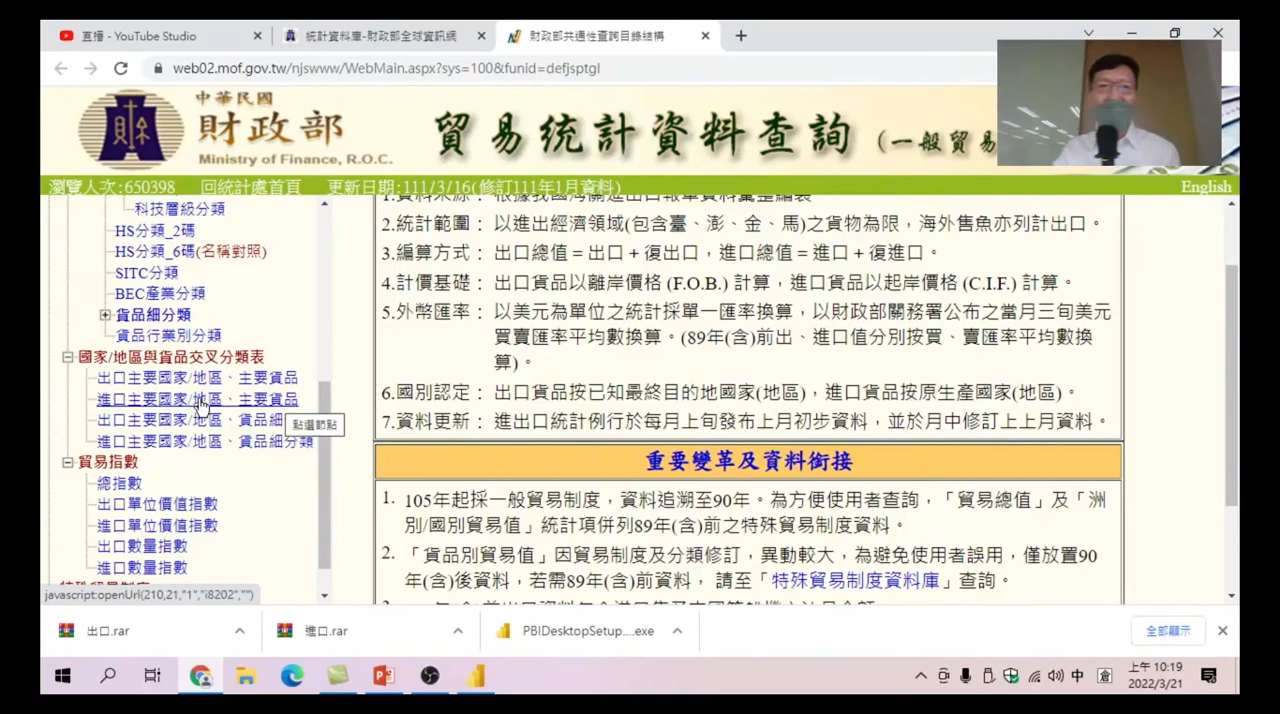 直播 - YouTube Studio
統計資料庫-財政部全球資訊網
財政部共通性查詢目錄結構
web02.mof.gov.tw/njswww/WebMain.aspx?sys=100&funid=defjsptgl
中華民國
財政部
Ministry of Finance, R.O.C.
貿易統計資料查詢
(一般貿易
瀏覽人次:650398 回統計處首頁 更新日期:111/3/16(修訂111年1月資料)
English
科技層級分類
HS分類_2碼
HS分類_6碼(名稱對照)
SITC分類
BEC產業分類
貨品細分類
貨品行業別分類
國家/地區與貨品交叉分類表
出口主要國家/地區、主要貨品
進口主要國家/地區、主要貨品
出口主要國家/地區、貨品細
點選節點
進口主要國家/地區、貨品細分類
貿易指數
總指數
出口單位價值指數
進口單位價值指數
出口數量指數
進口數量指數
javascript:openUrl(210,21,"1","i8202","")
1.資料來源： 根據我國海關進出口報單資料彙整編製
2.統計範圍： 以進出經濟領域(包含臺、澎、金、馬)之貨物為限，海外售魚亦列計出口。
3.編算方式： 出口總值＝出口＋復出口，進口總值＝進口＋復進口。
4.計價基礎： 出口貨品以離岸價格 (F.O.B.) 計算，進口貨品以起岸價格 (C.I.F.) 計算。
5.外幣匯率： 以美元為單位之統計採單一匯率換算，以財政部關務署公布之當月三旬美元
買賣匯率平均數換算。(89年(含)前出、進口值分別按買、賣匯率平均數換
算)。
6.國別認定： 出口貨品按已知最終目的地國家(地區)，進口貨品按原生產國家(地區)。
7.資料更新： 進出口統計例行於每月上旬發布上月初步資料，並於月中修訂上上月資料。
重要變革及資料銜接
1. 105年起採一般貿易制度，資料追溯至90年。為方便使用者查詢，「貿易總值」及「洲
別/國別貿易值」統計項併列89年(含)前之特殊貿易制度資料。
2. 「貨品別貿易值」因貿易制度及分類修訂，異動較大，為避免使用者誤用，僅放置90
年(含)後資料，若需89年(含)前資料， 請至「特殊貿易制度資料庫」查詢。
出口.rar
進口.rar
PBIDesktopSetup....exe
全部顯示
中
倉
上午 10:19
2022/3/21